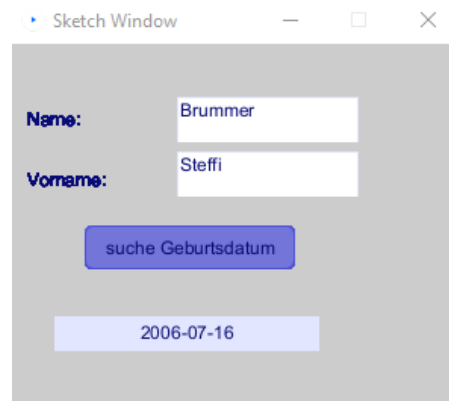 Sketch Window
Name: Brummer
Vorname: Steffi
suche Geburtsdatum
2006-07-16